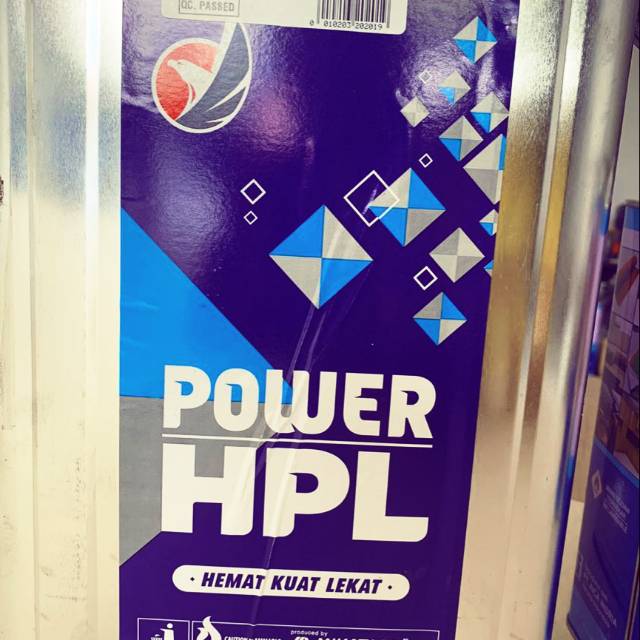 QC. PASSED
0 010203 202019
POWER
HPL
· HEMAT KUAT LEKAT ·
produced by